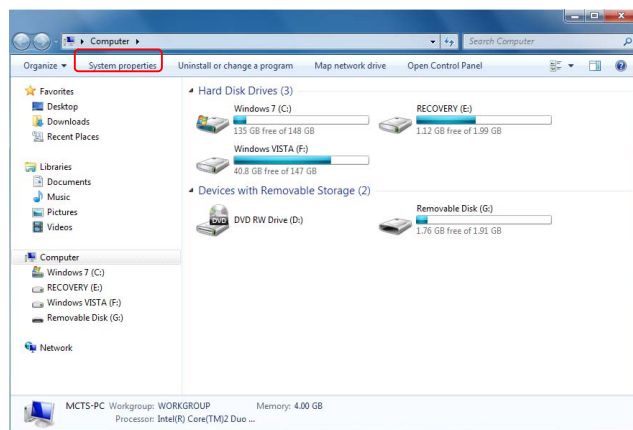 Computer
Search Computer
Organize System properties Uninstall or change a program Map network drive Open Control Panel
Favorites
Desktop
Downloads
Recent Places
Libraries
Documents
Music
Pictures
Videos
Computer
Windows 7 (C:)
RECOVERY (E:)
Windows VISTA (F:)
Removable Disk (G:)
Network
Hard Disk Drives (3)
Windows 7 (C:)
135 GB free of 148 GB
RECOVERY (E:)
1.12 GB free of 1.99 GB
Windows VISTA (F:)
40.8 GB free of 147 GB
Devices with Removable Storage (2)
DVD
DVD RW Drive (D:)
Removable Disk (G:)
1.76 GB free of 1.91 GB
MCTS-PC Workgroup: WORKGROUP Memory: 4.00 GB
Processor: Intel(R) Core(TM)2 Duo ...